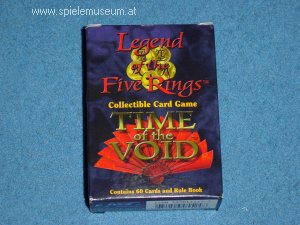 www.spielemuseum.at
Legend
of the
Five Rings™
Collectible Card Game
TIME
of the
VOID
Contains 60 Cards and Rule Book